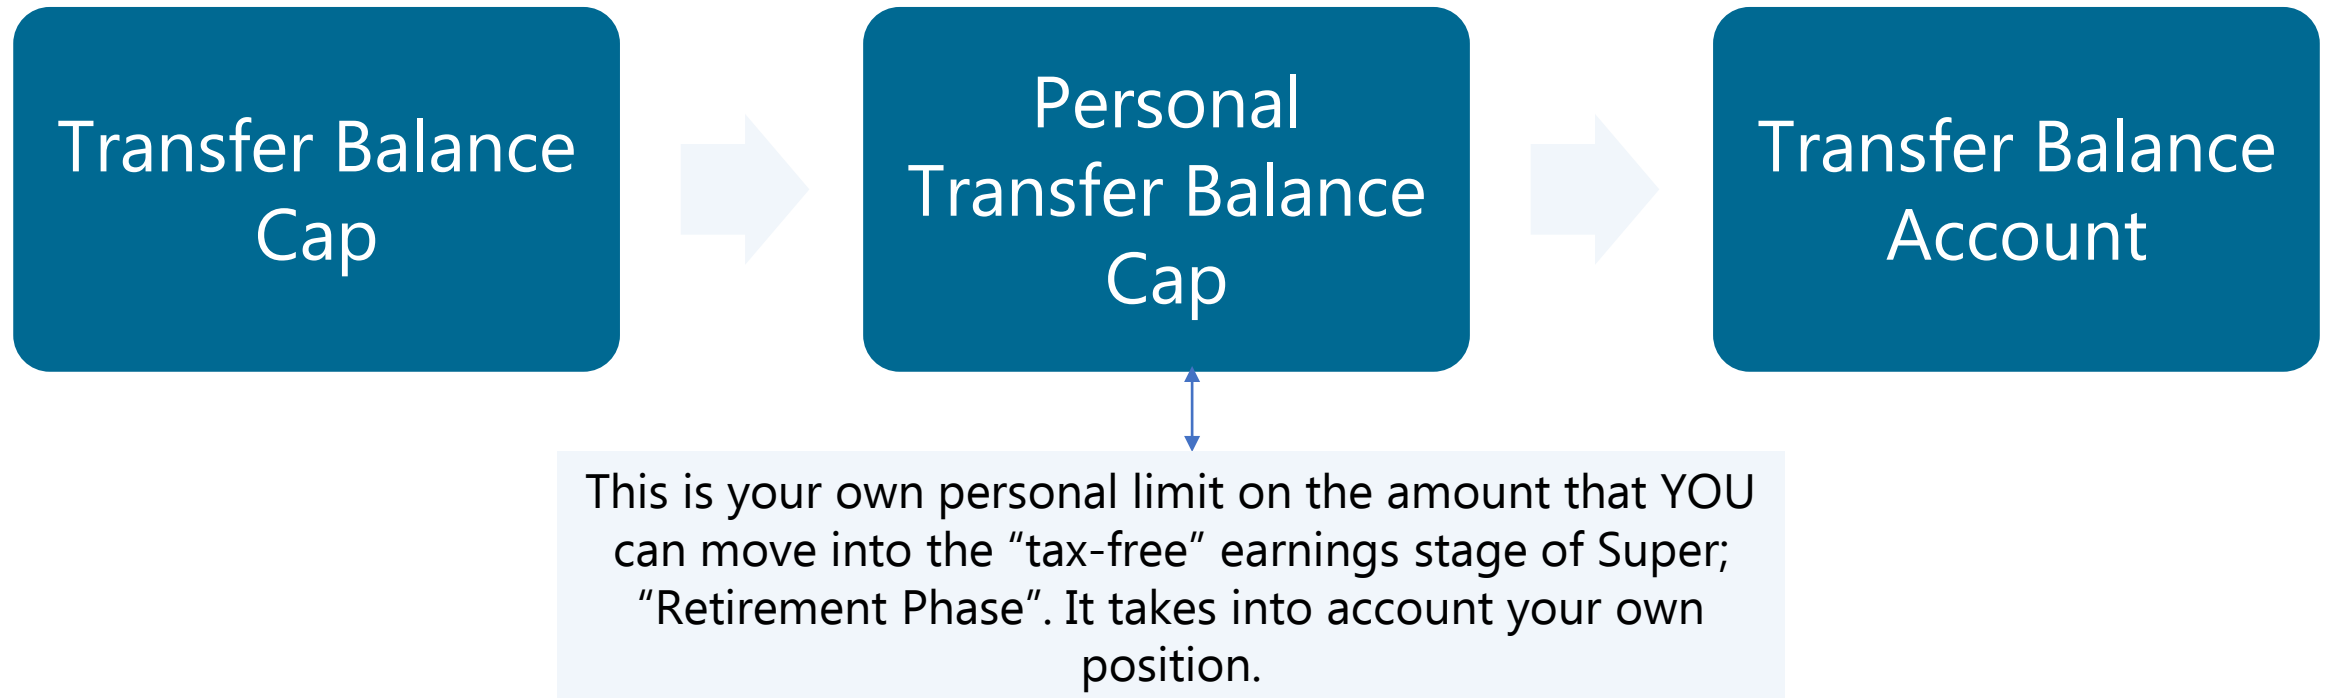 Transfer Balance
Cap
Personal
Transfer Balance
Cap
Transfer Balance
Account
This is your own personal limit on the amount that YOU
can move into the “tax-free” earnings stage of Super;
“Retirement Phase”. It takes into account your own
position.